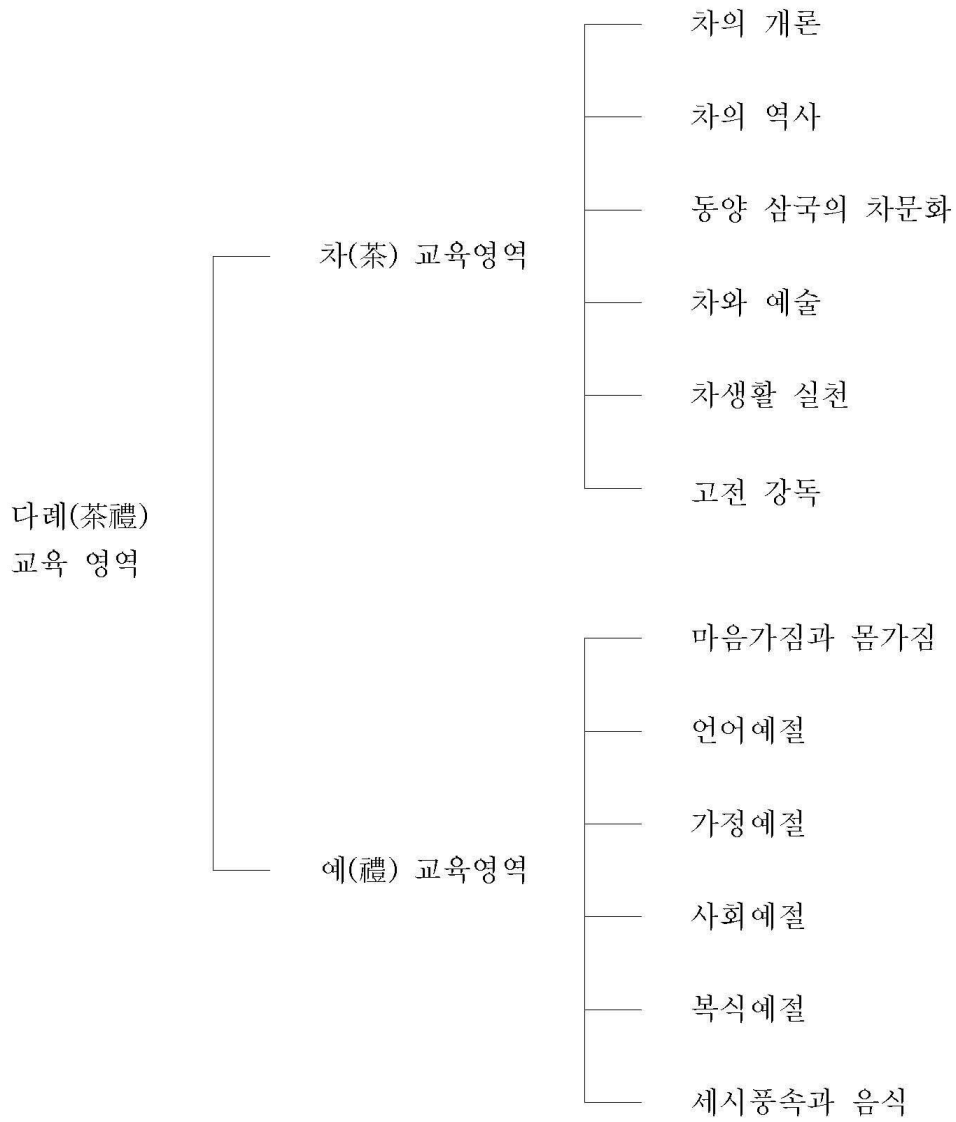 다례(茶禮)
교육 영역
차(茶) 교육영역
차의 개론
차의 역사
동양 삼국의 차문화
차와 예술
차생활 실천
고전 강독
예(禮) 교육영역
마음가짐과 몸가짐
언어예절
가정예절
사회예절
복식예절
세시풍속과 음식